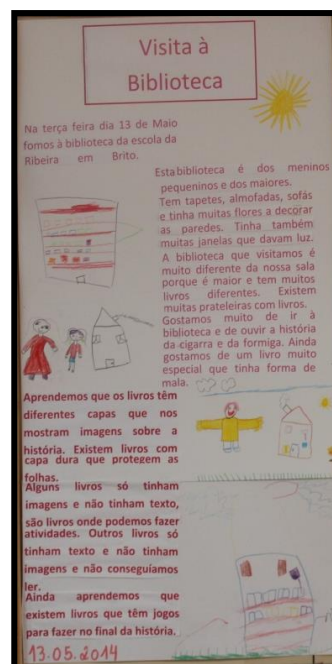 Visita à
Biblioteca
Na terça feira dia 13 de Maio
fomos à biblioteca da escola da
Ribeira em Brito.
Esta biblioteca é dos meninos
pequeninos e dos maiores.
Tem tapetes, almofadas, sofás
e tinha muitas flores a decorar
as paredes. Tinha também
muitas janelas que davam luz.
A biblioteca que visitamos é
muito diferente da nossa sala
porque é maior e tem muitos
livros diferentes. Existem
muitas prateleiras com livros.
Gostamos muito de ir à
biblioteca e de ouvir a história
da cigarra e da formiga. Ainda
gostamos de um livro muito
especial que tinha forma de
mala.
Aprendemos que os livros têm
diferentes capas que nos
mostram imagens sobre a
história. Existem livros com
capa dura que protegem as
folhas.
Alguns livros só tinham
imagens e não tinham texto,
são livros onde podemos fazer
atividades. Outros livros só
tinham texto e não tinham
imagens e não conseguíamos
ler.
Ainda aprendemos que
existem livros que têm jogos
para fazer no final da história.
13.05.2014